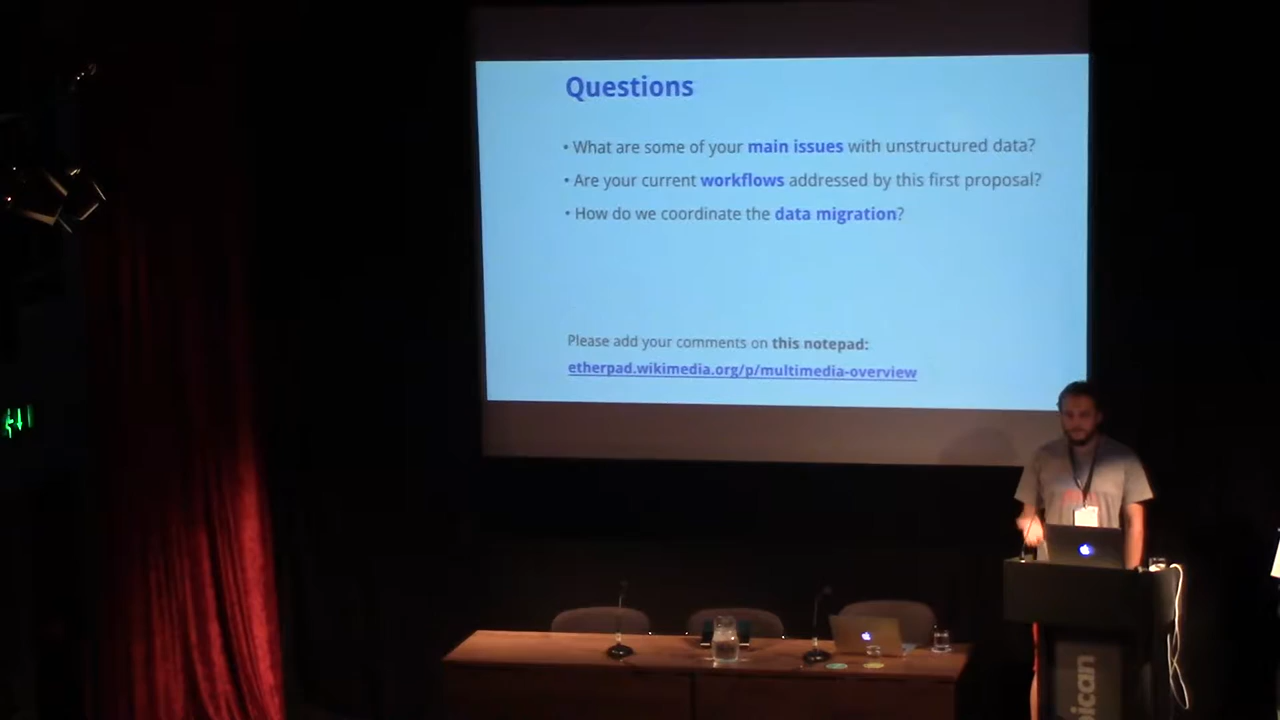 Questions
• What are some of your main issues with unstructured data?
• Are your current workflows addressed by this first proposal?
• How do we coordinate the data migration?
Please add your comments on this notepad:
etherpad.wikimedia.org/p/multimedia-overview
bican